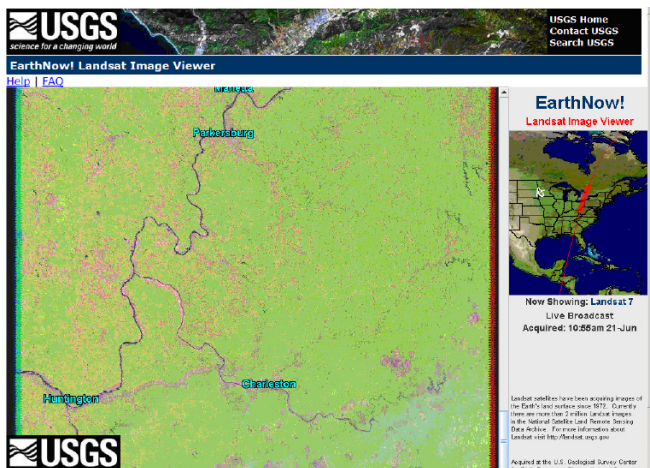 USGS
science for a changing world
USGS Home
Contact USGS
Search USGS
EarthNow! Landsat Image Viewer
Help | FAQ
Marietta
Parkersburg
Huntington
Charleston
USGS
EarthNow!
Landsat Image Viewer
Now Showing: Landsat 7
Live Broadcast
Acquired: 10:55am 21-Jun
Landsat satellites have been acquiring images of
the Earth's land surface since 1972. Currently
there are more than 2 million Landsat images
in the National Satellite Land Remote Sensing
Data Archive. For more information about
Landsat visit http://landsat.usgs.gov
Acquired at the U.S. Geological Survey Center